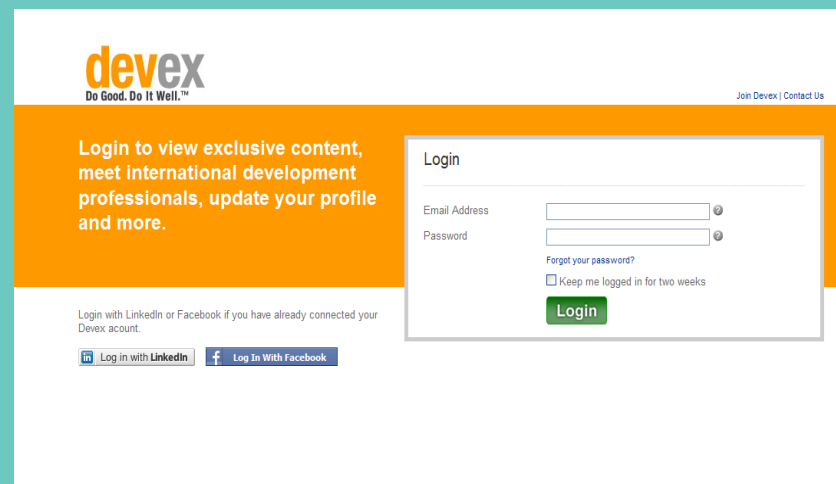 devex
Do Good. Do It Well.™
Join Devex | Contact Us
Login to view exclusive content,
meet international development
professionals, update your profile
and more.
Login
Email Address
?
Password
?
Forgot your password?
Keep me logged in for two weeks
Login
Login with LinkedIn or Facebook if you have already connected your
Devex acount.
in Log in with LinkedIn
f Log In With Facebook